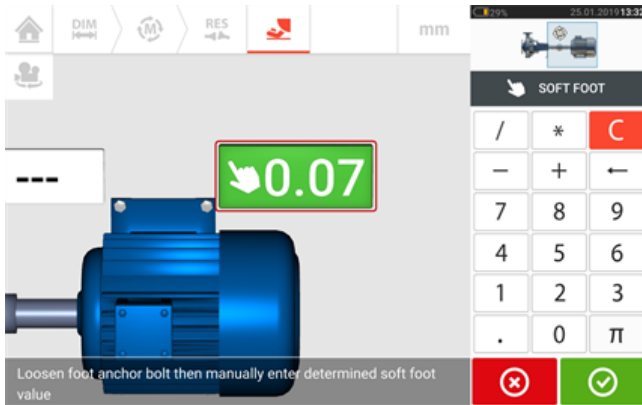 DIM
(M)
RES
mm
29%
25.01.2019 13:32
SOFT FOOT
---
0.07
/ * C
− + ←
7 8 9
4 5 6
1 2 3
. 0 π
Loosen foot anchor bolt then manually enter determined soft foot
value